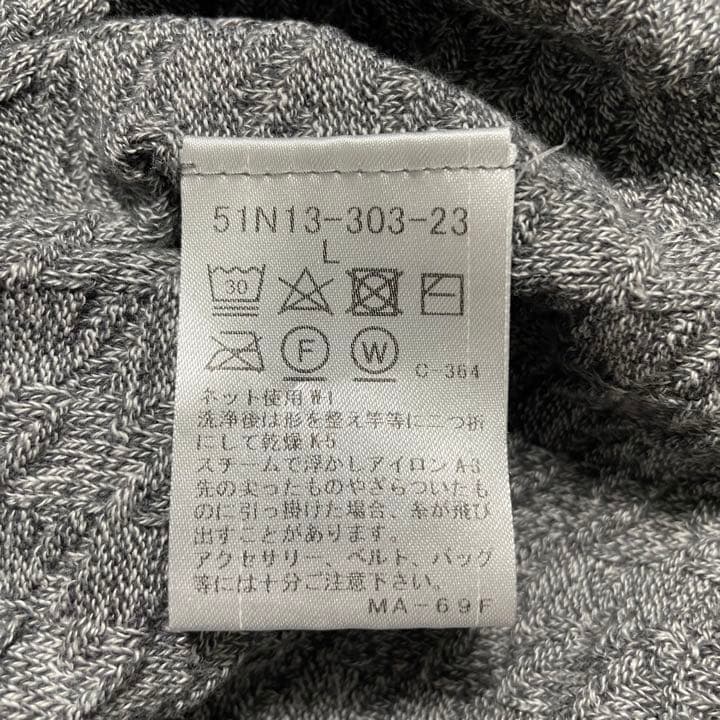 51N13-303-23
L
30
F W C-364
ネット使用 W-1
洗浄後は形を整え竿等に二つ折
にして乾燥 K-5
スチームで浮かしアイロン A-3
先の尖ったものやざらついたも
のに引っ掛けた場合、糸が飛び
出すことがあります。
アクセサリー、ベルト、バッグ
等には十分ご注意下さい。
MA-69F